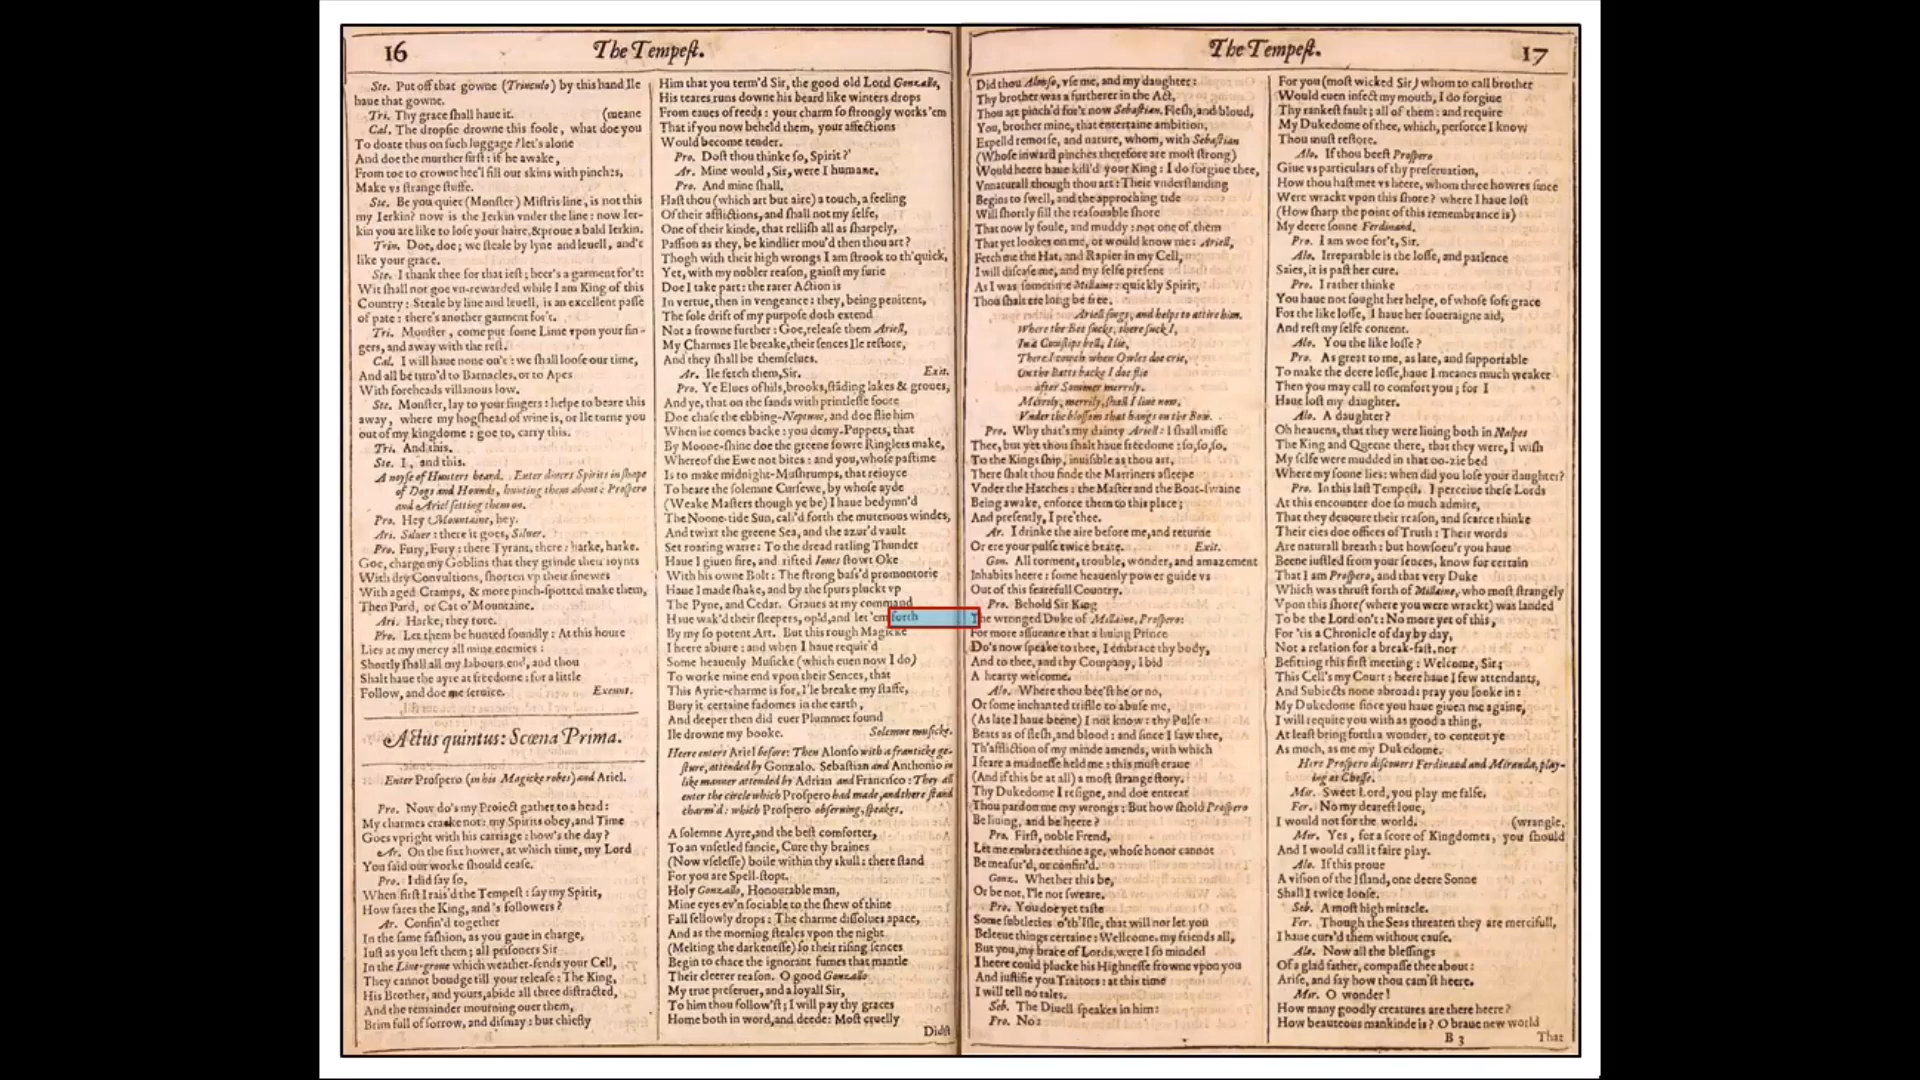 16
The Tempest.
Ste. Put off that gowne (Trinculo) by this hand Ile
haue that gowne.
Tri. Thy grace shall haue it. (meane
Cal. The dropsie drowne this foole, what doe you
To doate thus on such luggage? let's alone
And doe the murther first: if he awake,
From toe to crowne hee'l fill our skins with pinches,
Make vs strange stuffe.
Ste. Be you quiet (Monster) Mistris line, is not this
my Ierkin? now is the Ierkin vnder the line: now Ier-
kin you are like to lose your haire, & proue a bald Ierkin.
Trin. Doe, doe; we steale by lyne and leuell, and't
like your grace.
Ste. I thank thee for that iest; heer's a garment for't:
Wit shall not goe vn-rewarded while I am King of this
Country: Steale by line and leuell, is an excellent passe
of pate: there's another garment for't.
Tri. Monster, come put some Lime vpon your fin-
gers, and away with the rest.
Cal. I will haue none on't: we shall loose our time,
And all be turn'd to Barnacles, or to Apes
With foreheads villanous low.
Ste. Monster, lay to your fingers: helpe to beare this
away, where my hogshead of wine is, or Ile turne you
out of my kingdome: goe to, carry this.
Tri. And this.
Ste. I, and this.
A noyse of Hunters heard. Enter diuers Spirits in shape
of Dogs and Hounds, hunting them about: Prospero
and Ariel setting them on.
Pro. Hey Mountaine, hey.
Ari. Siluer: there it goes, Siluer.
Pro. Fury, Fury: there Tyrant, there: harke, harke.
Goe, charge my Goblins that they grinde their ioynts
With dry Convultions, shorten vp their sinewes
With aged Cramps, & more pinch-spotted make them,
Then Pard, or Cat o'Mountaine.
Ari. Harke, they rore.
Pro. Let them be hunted soundly: At this houre
Lies at my mercy all mine enemies:
Shortly shall all my labours end, and thou
Shalt haue the ayre at freedome: for a little
Follow, and doe me seruice. Exeunt.
Actus quintus: Scœna Prima.
Enter Prospero (in his Magicke robes) and Ariel.
Pro. Now do's my Proiect gather to a head:
My charmes cracke not: my Spirits obey, and Time
Goes vpright with his carriage: how's the day?
Ar. On the sixt hower, at which time, my Lord
You said our worke should cease.
Pro. I did say so,
When first I rais'd the Tempest: say my Spirit,
How fares the King, and's followers?
Ar. Confin'd together
In the same fashion, as you gaue in charge,
Iust as you left them; all prisoners Sir
In the Line-groue which weather-fends your Cell,
They cannot boudge till your release: The King,
His Brother, and yours, abide all three distracted,
And the remainder mourning ouer them,
Brim full of sorrow, and dismay: but chiefly
Him that you term'd Sir, the good old Lord Gonzallo,
His teares runs downe his beard like winters drops
From eaues of reeds: your charm so strongly works 'em
That if you now beheld them, your affections
Would become tender.
Pro. Dost thou thinke so, Spirit?
Ar. Mine would, Sir, were I humane.
Pro. And mine shall.
Hast thou (which art but aire) a touch, a feeling
Of their afflictions, and shall not my selfe,
One of their kinde, that rellish all as sharpely,
Passion as they, be kindlier mou'd then thou art?
Thogh with their high wrongs I am strook to th'quick,
Yet, with my nobler reason, gainst my furie
Doe I take part: the rarer Action is
In vertue, then in vengeance: they, being penitent,
The sole drift of my purpose doth extend
Not a frowne further: Goe, release them Ariell,
My Charmes Ile breake, their sences Ile restore,
And they shall be themselues.
Ar. Ile fetch them, Sir. Exit.
Pro. Ye Elues of hils, brooks, stãding lakes & groues,
And ye, that on the sands with printlesse foote
Doe chase the ebbing-Neptune, and doe flie him
When he comes backe: you demy-Puppets, that
By Moone-shine doe the greene sowre Ringlets make,
Whereof the Ewe not bites: and you, whose pastime
Is to make midnight-Mushrumps, that reioyce
To heare the solemne Curfewe, by whose ayde
(Weake Masters though ye be) I haue bedymn'd
The Noone-tide Sun, call'd forth the mutenous windes,
And twixt the greene Sea, and the azur'd vault
Set roaring warre: To the dread ratling Thunder
Haue I giuen fire, and rifted Ioues stowt Oke
With his owne Bolt: The strong bass'd promontorie
Haue I made shake, and by the spurs pluckt vp
The Pyne, and Cedar. Graues at my command
Haue wak'd their sleepers, op'd, and let 'em forth
By my so potent Art. But this rough Magicke
I heere abiure: and when I haue requir'd
Some heauenly Musicke (which euen now I do)
To worke mine end vpon their Sences, that
This Ayrie-charme is for, I'le breake my staffe,
Bury it certaine fadomes in the earth,
And deeper then did euer Plummet sound
Ile drowne my booke. Solemne musicke.
Heere enters Ariel before: Then Alonso with a franticke ge-
sture, attended by Gonzalo. Sebastian and Anthonio in
like manner attended by Adrian and Francisco: They all
enter the circle which Prospero had made, and there stand
charm'd: which Prospero obseruing, speakes.
A solemne Ayre, and the best comforter,
To an vnsetled fancie, Cure thy braines
(Now vselesse) boile within thy skull: there stand
For you are Spell-stopt.
Holy Gonzallo, Honourable man,
Mine eyes ev'n sociable to the shew of thine
Fall fellowly drops: The charme dissolues apace,
And as the morning steales vpon the night
(Melting the darkenesse) so their rising sences
Begin to chace the ignorant fumes that mantle
Their cleerer reason. O good Gonzallo
My true preseruer, and a loyall Sir,
To him thou follow'st; I will pay thy graces
Home both in word, and deede: Most cruelly
Didst
The Tempest.
17
Did thou Alonso, vse me, and my daughter:
Thy brother was a furtherer in the Act,
Thou art pinch'd for't now Sebastian. Flesh, and bloud,
You, brother mine, that entertaine ambition,
Expelld remorse, and nature, whom, with Sebastian
(Whose inward pinches therefore are most strong)
Would heere haue kill'd your King: I do forgiue thee,
Vnnaturall though thou art: Their vnderstanding
Begins to swell, and the approching tide
Will shortly fill the reasonable shore
That now ly foule, and muddy: not one of them
That yet lookes on me, or would know me: Ariell,
Fetch me the Hat, and Rapier in my Cell,
I will discase me, and my selfe present
As I was sometime Millaine: quickly Spirit,
Thou shalt ere long be free.
Ariell sings, and helps to attire him.
Where the Bee sucks, there suck I,
In a Cowslips bell, I lie,
There I cowch when Owles doe crie,
On the Batts backe I doe flie
after Sommer merrily.
Merrily, merrily, shall I liue now,
Vnder the blossom that hangs on the Bow.
Pro. Why that's my dainty Ariell: I shall misse
Thee, but yet thou shalt haue freedome: so, so, so.
To the Kings ship, inuisible as thou art,
There shalt thou finde the Marriners asleepe
Vnder the Hatches: the Master and the Boat-swaine
Being awake, enforce them to this place;
And presently, I pre'thee.
Ar. I drinke the aire before me, and returne
Or ere your pulse twice beate. Exit.
Gon. All torment, trouble, wonder, and amazement
Inhabits heere: some heauenly power guide vs
Out of this fearefull Country.
Pro. Behold Sir King
The wronged Duke of Millaine, Prospero:
For more assurance that a liuing Prince
Do's now speake to thee, I embrace thy body,
And to thee, and thy Company, I bid
A hearty welcome.
Alo. Where thou bee'st he or no,
Or some inchanted triffle to abuse me,
(As late I haue beene) I not know: thy Pulse
Beats as of flesh, and blood: and since I saw thee,
Th'affliction of my minde amends, with which
I feare a madnesse held me: this must craue
(And if this be at all) a most strange story.
Thy Dukedome I resigne, and doe entreat
Thou pardon me my wrongs: But how shold Prospero
Be liuing, and be heere?
Pro. First, noble Frend,
Let me embrace thine age, whose honor cannot
Be measur'd, or confin'd.
Gonz. Whether this be,
Or be not, I'le not sweare.
Pro. You doe yet taste
Some subtleties o'th'Isle, that will nor let you
Beleeue things certaine: Wellcome, my friends all,
But you, my brace of Lords, were I so minded
I heere could plucke his Highnesse frowne vpon you
And iustifie you Traitors: at this time
I will tell no tales.
Seb. The Diuell speakes in him:
Pro. No:
For you (most wicked Sir) whom to call brother
Would euen infect my mouth, I do forgiue
Thy rankest fault; all of them: and require
My Dukedome of thee, which, perforce I know
Thou must restore.
Alo. If thou beest Prospero
Giue vs particulars of thy preseruation,
How thou hast met vs heere, whom three howres since
Were wrackt vpon this shore? where I haue lost
(How sharp the point of this remembrance is)
My deere sonne Ferdinand.
Pro. I am woe for't, Sir.
Alo. Irreparable is the losse, and patience
Saies, it is past her cure.
Pro. I rather thinke
You haue not sought her helpe, of whose soft grace
For the like losse, I haue her soueraigne aid,
And rest my selfe content.
Alo. You the like losse?
Pro. As great to me, as late, and supportable
To make the deere losse, haue I meanes much weaker
Then you may call to comfort you; for I
Haue lost my daughter.
Alo. A daughter?
Oh heauens, that they were liuing both in Nalpes
The King and Queene there, that they were, I wish
My selfe were mudded in that oo-zie bed
Where my sonne lies: when did you lose your daughter?
Pro. In this last Tempest. I perceiue these Lords
At this encounter doe so much admire,
That they deuoure their reason, and scarce thinke
Their eies doe offices of Truth: Their words
Are naturall breath: but howsoeu'r you haue
Beene iustled from your sences, know for certain
That I am Prospero, and that very Duke
Which was thrust forth of Millaine, who most strangely
Vpon this shore (where you were wrackt) was landed
To be the Lord on't: No more yet of this,
For 'tis a Chronicle of day by day,
Not a relation for a break-fast, nor
Befitting this first meeting: Welcome, Sir;
This Cell's my Court: heere haue I few attendants,
And Subiects none abroad: pray you looke in:
My Dukedome since you haue giuen me againe,
I will requite you with as good a thing,
At least bring forth a wonder, to content ye
As much, as me my Dukedome.
Here Prospero discouers Ferdinand and Miranda, play-
ing at Chesse.
Mir. Sweet Lord, you play me false.
Fer. No my dearest loue,
I would not for the world. (wrangle,
Mir. Yes, for a score of Kingdomes, you should
And I would call it faire play.
Alo. If this proue
A vision of the Island, one deere Sonne
Shall I twice loose.
Seb. A most high miracle.
Fer. Though the Seas threaten they are mercifull,
I haue curs'd them without cause.
Alo. Now all the blessings
Of a glad father, compasse thee about:
Arise, and say how thou cam'st heere.
Mir. O wonder!
How many goodly creatures are there heere?
How beauteous mankinde is? O braue new world
B 3
That